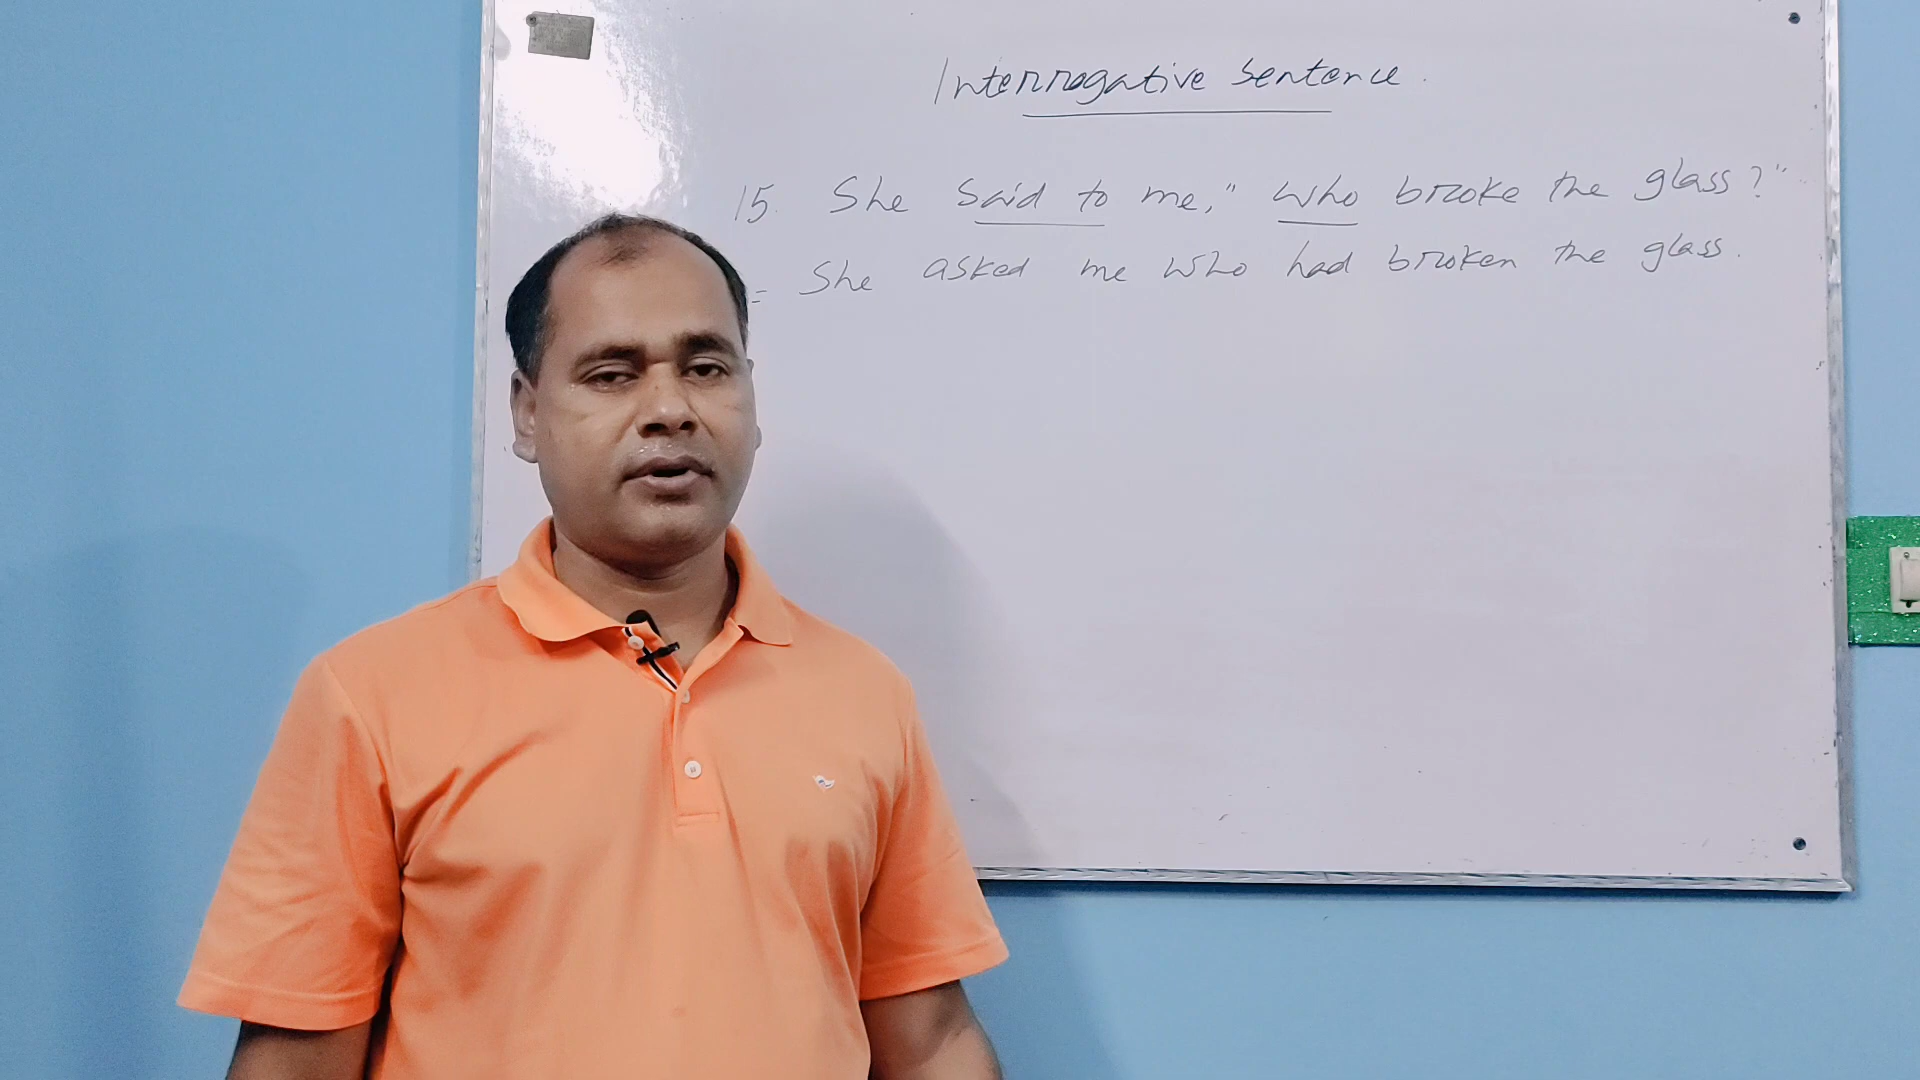 Interrogative Sentence.
15. She said to me," who broke the glass?"
= She asked me who had broken the glass.